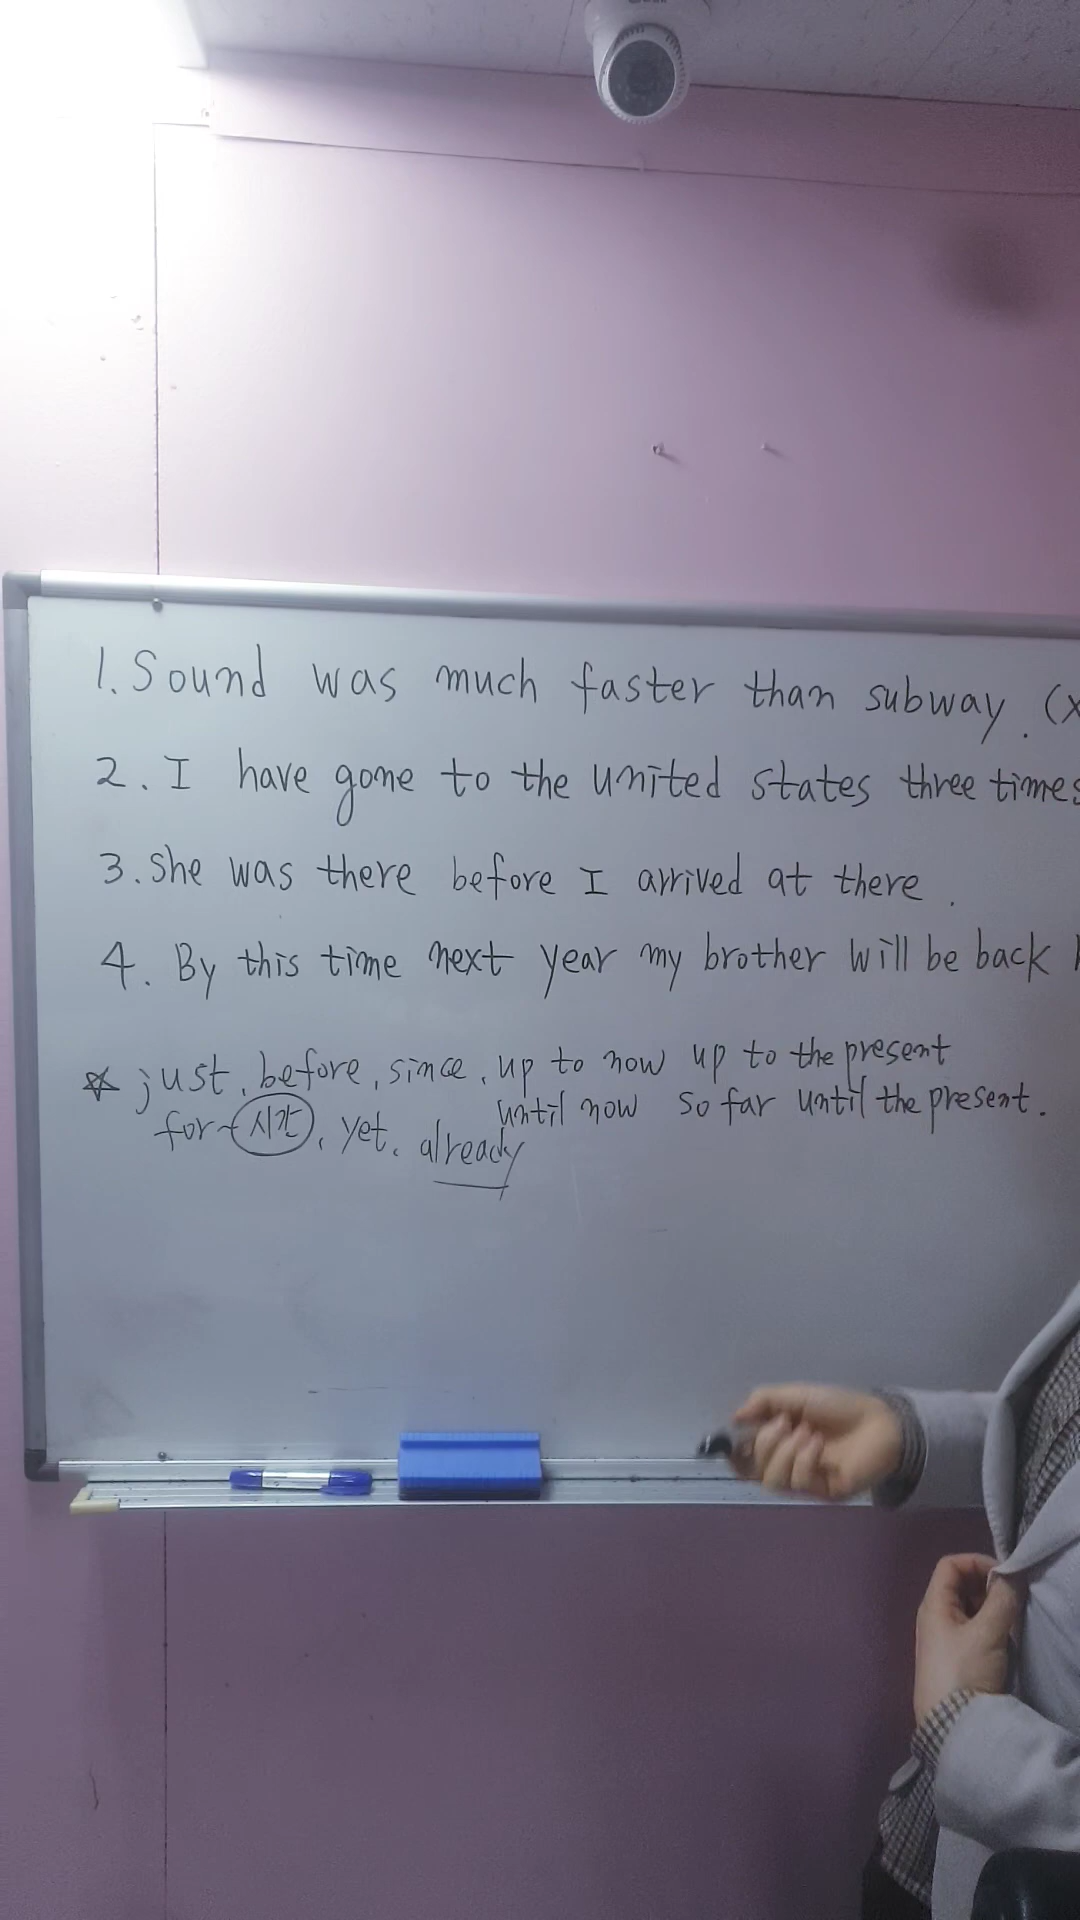 1. Sound was much faster than subway. (x
2. I have gone to the united states three times
3. She was there before I arrived at there.
4. By this time next year my brother will be back
☆ just, before, since, up to now up to the present
until now so far until the present.
for~시간, yet, already